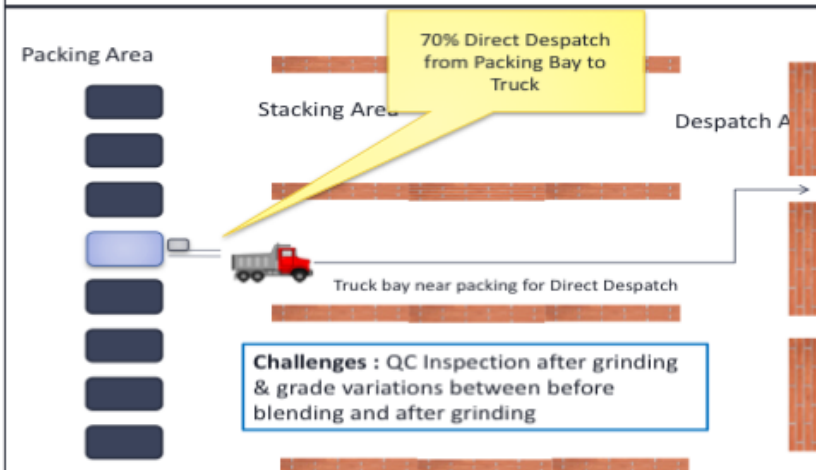 70% Direct Despatch
from Packing Bay to
Truck
Packing Area
Stacking Area
Despatch A
Truck bay near packing for Direct Despatch
Challenges : QC Inspection after grinding
& grade variations between before
blending and after grinding